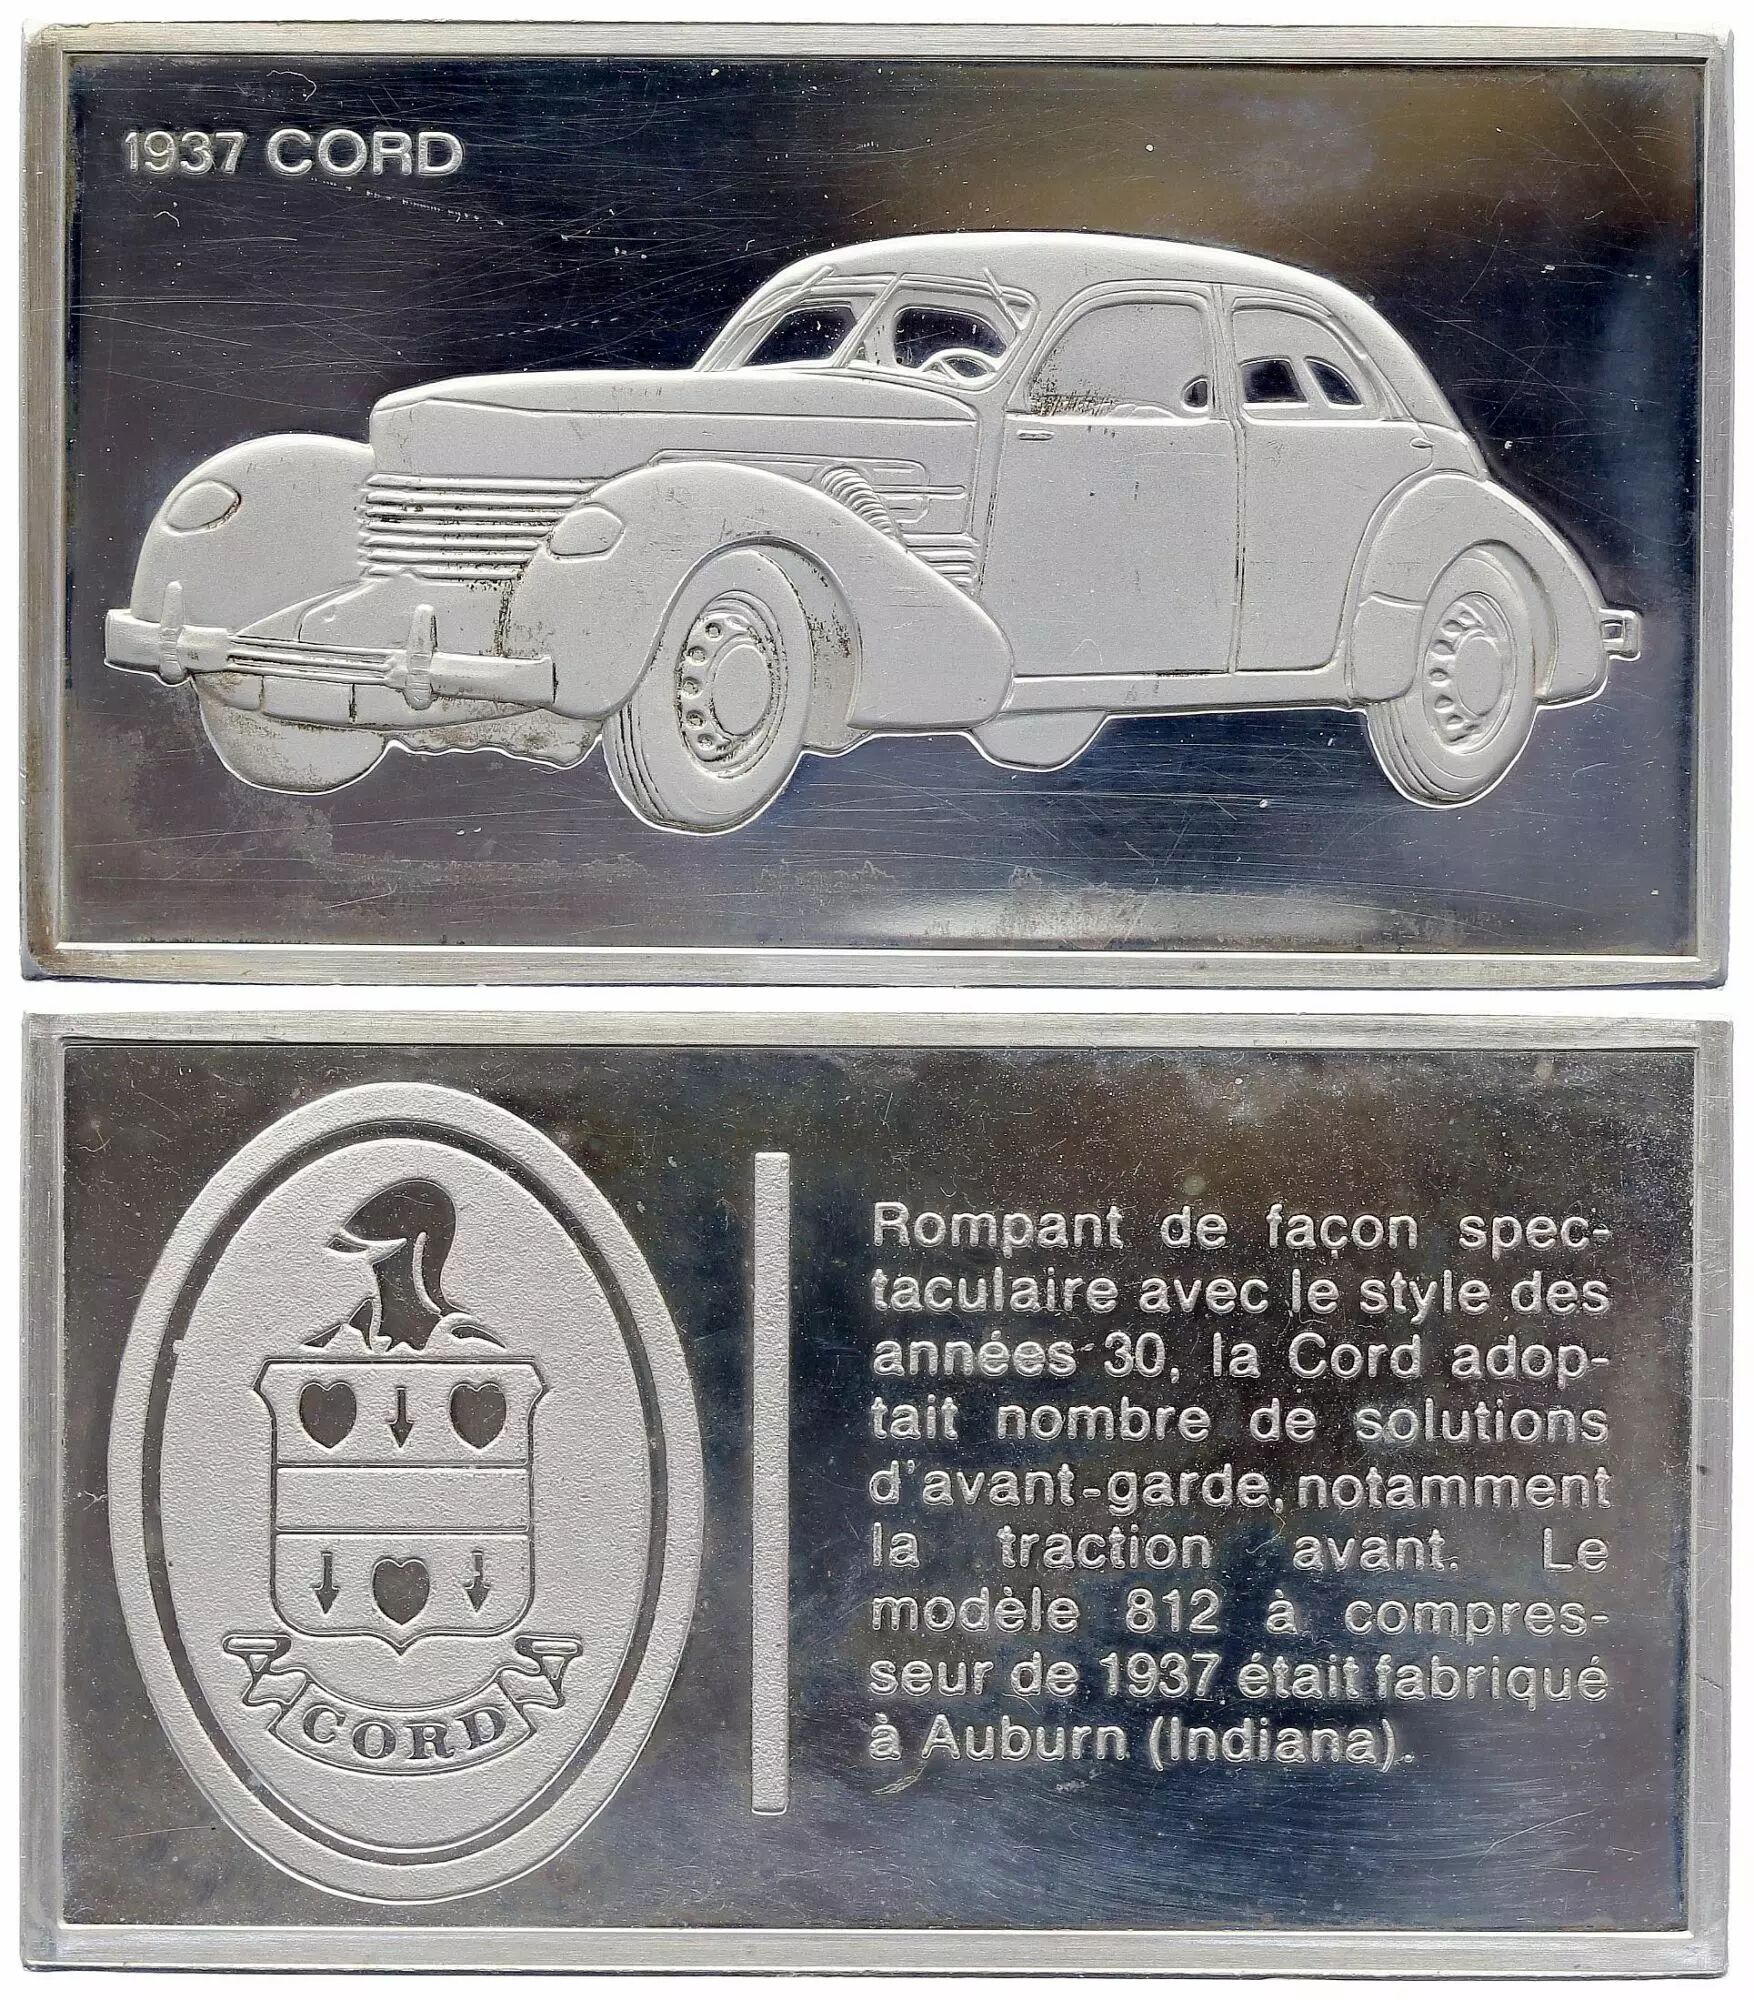 1937 CORD
Rompant de façon spec-
taculaire avec le style des
années 30, la Cord adop-
tait nombre de solutions
d'avant-garde, notamment
la traction avant. Le
modèle 812 à compres-
seur de 1937 était fabriqué
à Auburn (Indiana).
CORD